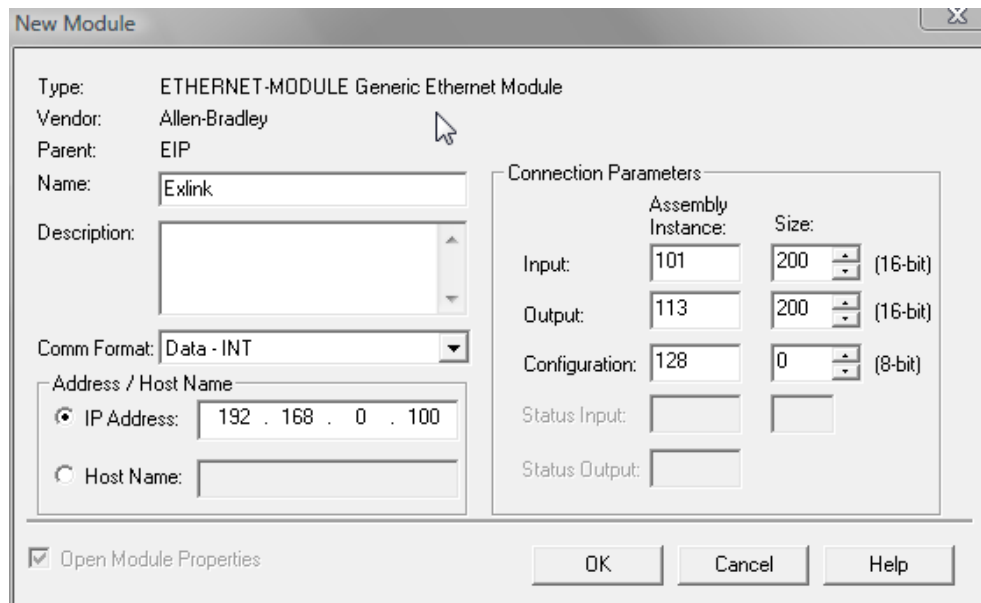 New Module
Type: ETHERNET-MODULE Generic Ethernet Module
Vendor: Allen-Bradley
Parent: EIP
Name: Exlink
Description:
Comm Format: Data - INT
Address / Host Name
IP Address: 192 . 168 . 0 . 100
Host Name:
Connection Parameters
Assembly
Instance: Size:
Input: 101 200 (16-bit)
Output: 113 200 (16-bit)
Configuration: 128 0 (8-bit)
Status Input:
Status Output:
Open Module Properties
OK Cancel Help